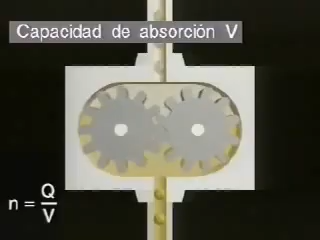 Capacidad de absorción V
n = Q/V